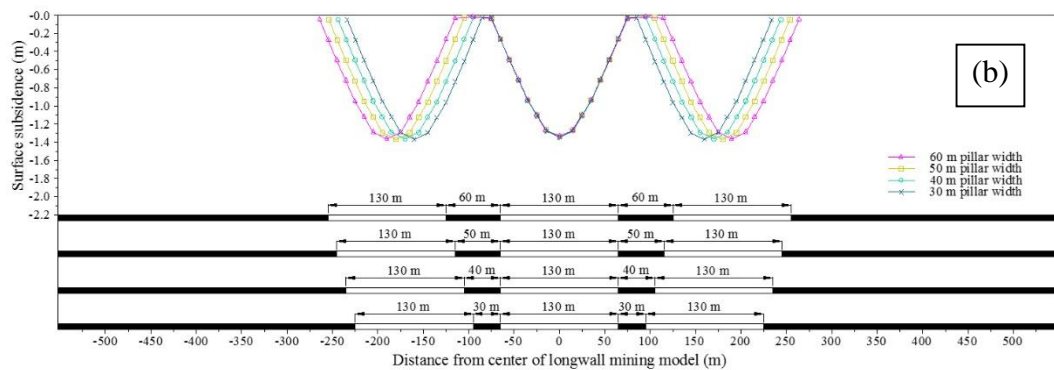 -0.0
-0.2
-0.4
-0.6
-0.8
-1.0
-1.2
-1.4
-1.6
-1.8
-2.0
-2.2
Surface subsidence (m)
(b)
60 m pillar width
50 m pillar width
40 m pillar width
30 m pillar width
130 m 60 m 130 m 60 m 130 m
130 m 50 m 130 m 50 m 130 m
130 m 40 m 130 m 40 m 130 m
130 m 30 m 130 m 30 m 130 m
-500 -450 -400 -350 -300 -250 -200 -150 -100 -50 0 50 100 150 200 250 300 350 400 450 500
Distance from center of longwall mining model (m)